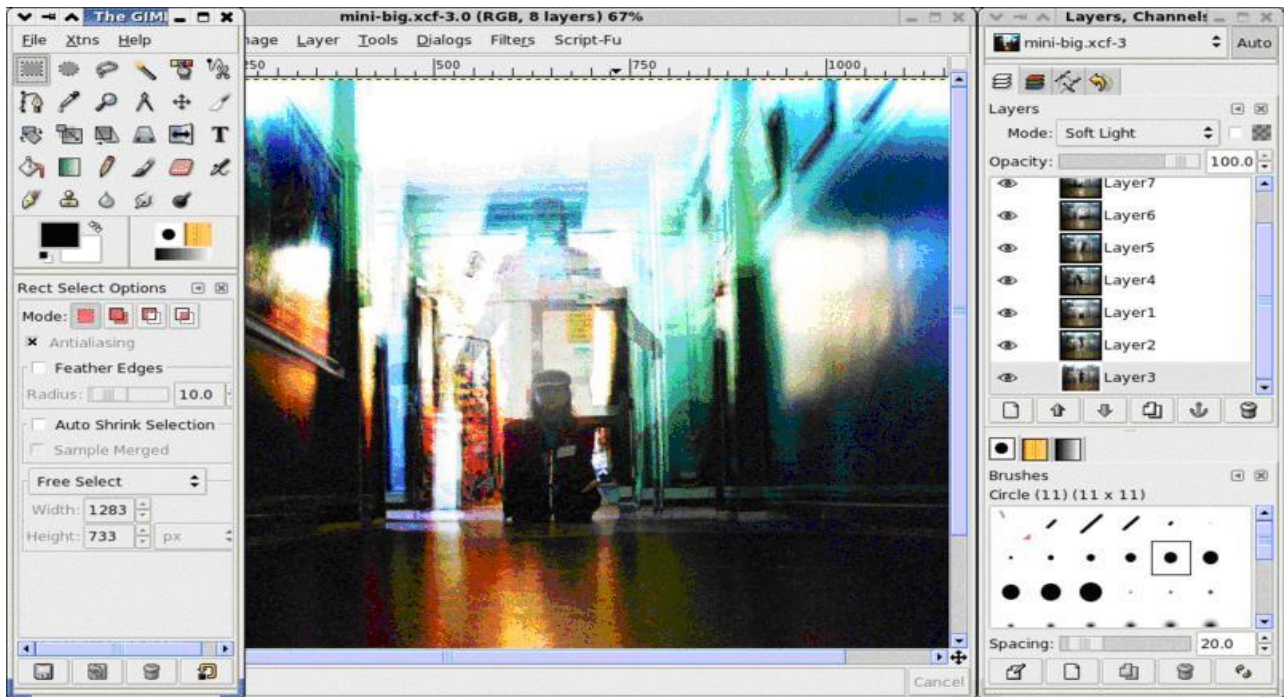 The GIM
File Xtns Help
Rect Select Options
Mode:
Antialiasing
Feather Edges
Radius: 10.0
Auto Shrink Selection
Sample Merged
Free Select
Width: 1283
Height: 733 px
mini-big.xcf-3.0 (RGB, 8 layers) 67%
nage Layer Tools Dialogs Filters Script-Fu
250 500 750 1000
Cancel
Layers, Channels
mini-big.xcf-3 Auto
Layers
Mode: Soft Light
Opacity: 100.0
Layer7
Layer6
Layer5
Layer4
Layer1
Layer2
Layer3
Brushes
Circle (11) (11 x 11)
Spacing: 20.0